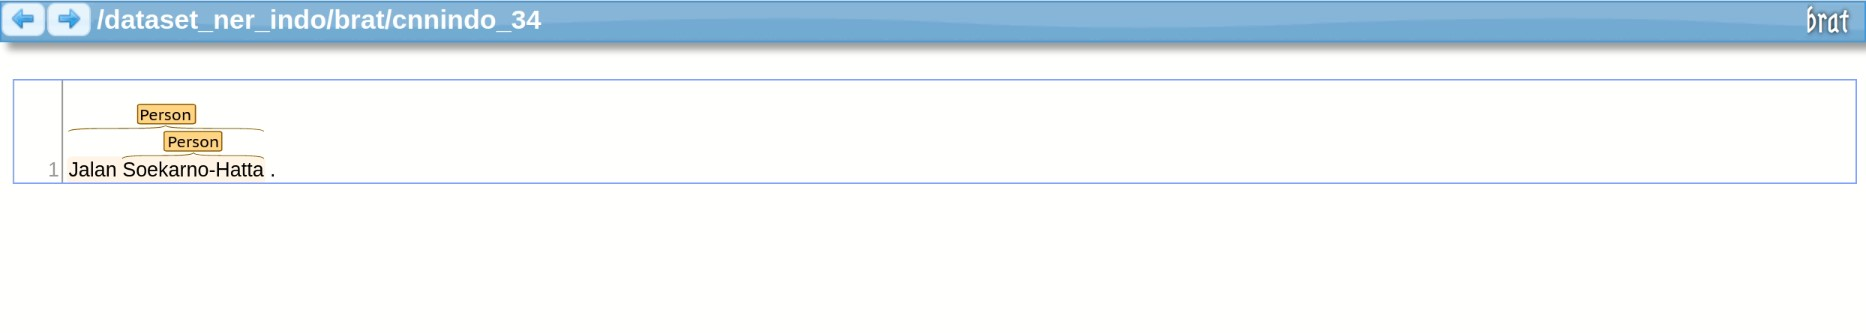 /dataset_ner_indo/brat/cnnindo_34
brat
Person
Person
1 Jalan Soekarno-Hatta .